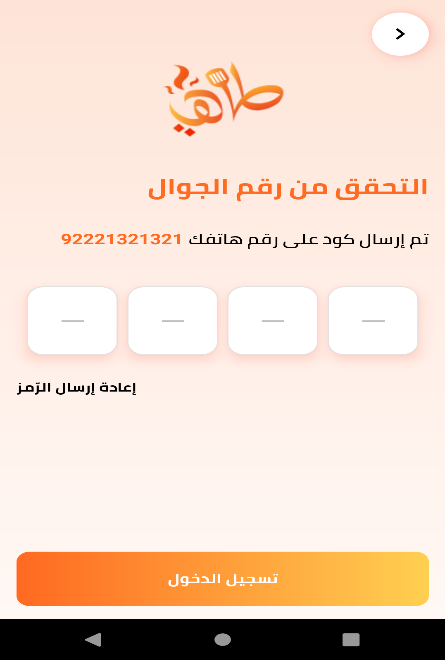 طاهي
التحقق من رقم الجوال
تم إرسال كود على رقم هاتفك 92221321321
إعادة إرسال الرّمز
تسجيل الدخول